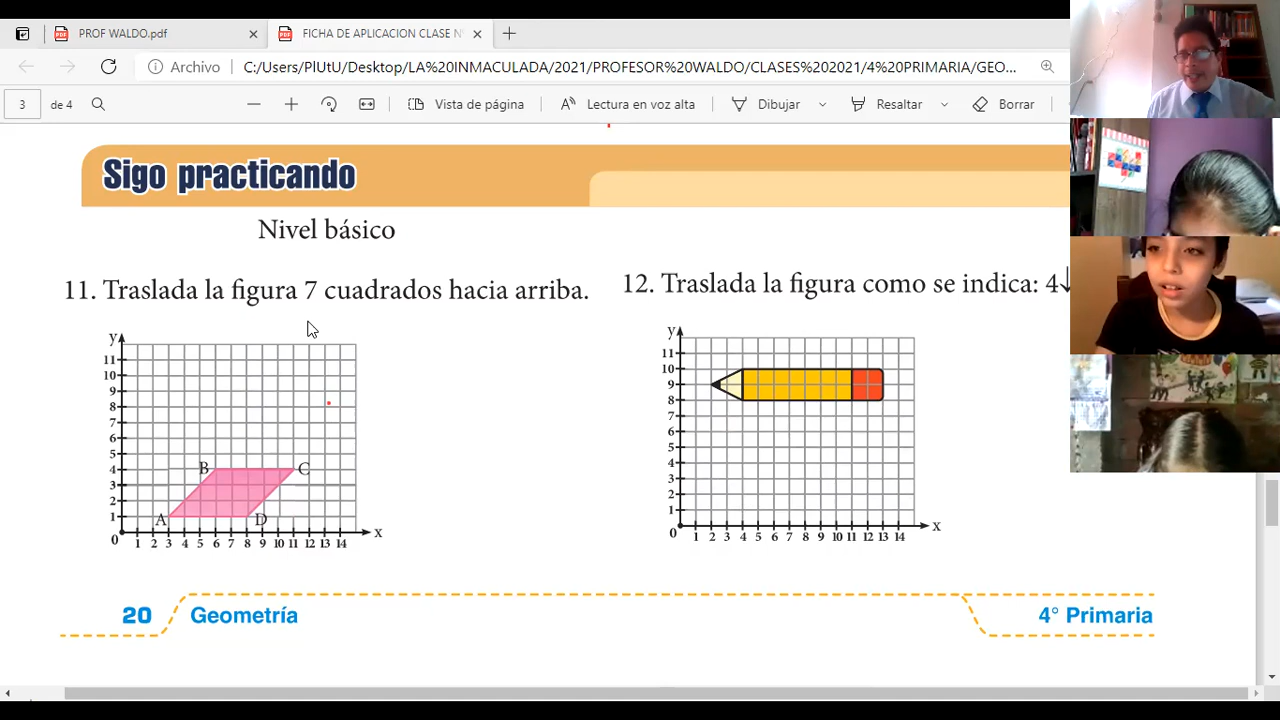 PROF WALDO.pdf
FICHA DE APLICACION CLASE N
Archivo
C:/Users/PlUtU/Desktop/LA%20INMACULADA/2021/PROFESOR%20WALDO/CLASES%202021/4%20PRIMARIA/GEO...
3 de 4
Vista de página
Lectura en voz alta
Dibujar
Resaltar
Borrar
Sigo practicando
Nivel básico
11. Traslada la figura 7 cuadrados hacia arriba.
y
11
10
9
8
7
6
5
4
3
2
1
0
1 2 3 4 5 6 7 8 9 10 11 12 13 14
x
B
C
A
D
12. Traslada la figura como se indica: 4↓
y
11
10
9
8
7
6
5
4
3
2
1
0
1 2 3 4 5 6 7 8 9 10 11 12 13 14
x
20 Geometría
4° Primaria